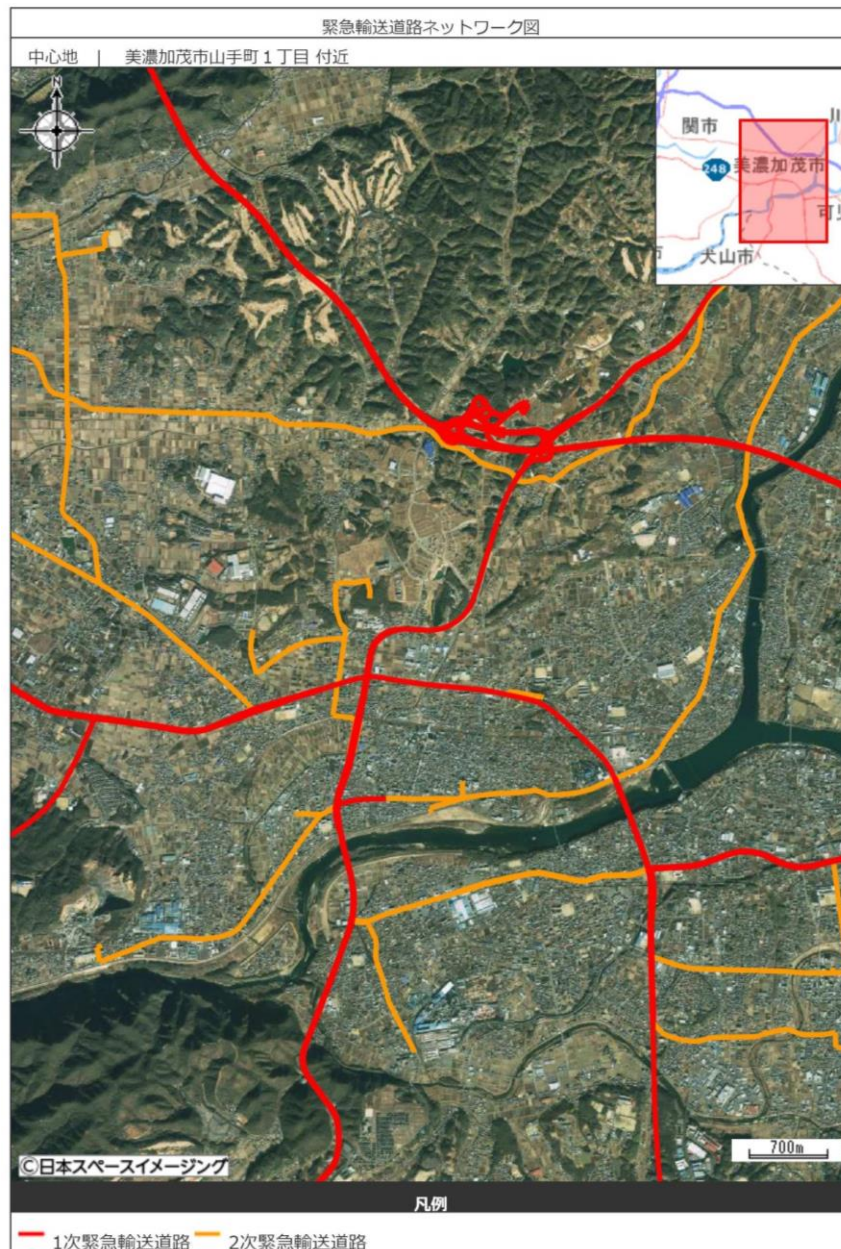 緊急輸送道路ネットワーク図
中心地 | 美濃加茂市山手町1丁目 付近
N
関市
川
248
美濃加茂市
可児
犬山市
©日本スペースイメージング
700m
凡例
1次緊急輸送道路
2次緊急輸送道路